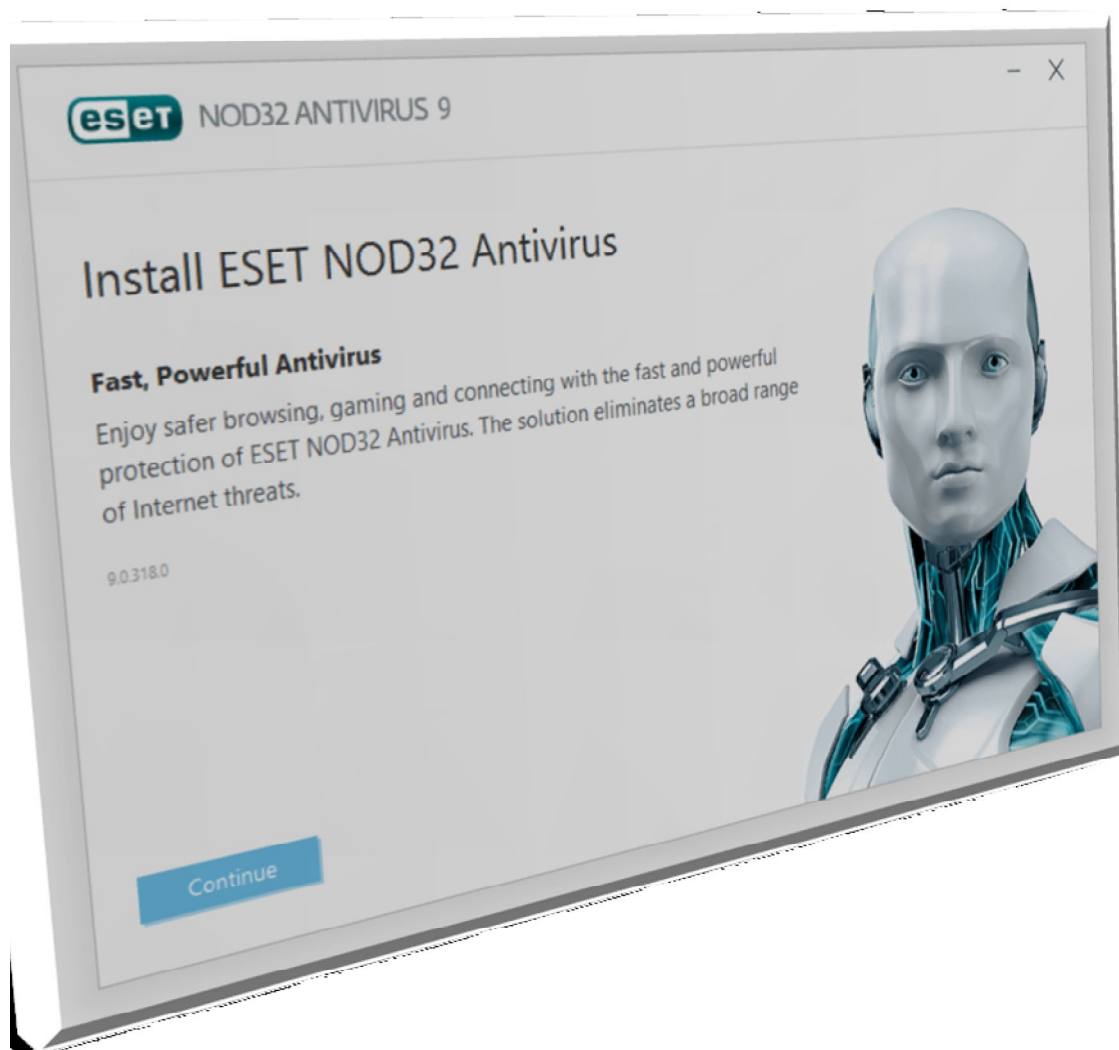 eseT NOD32 ANTIVIRUS 9
Install ESET NOD32 Antivirus
Fast, Powerful Antivirus
Enjoy safer browsing, gaming and connecting with the fast and powerful
protection of ESET NOD32 Antivirus. The solution eliminates a broad range
of Internet threats.
9.0.318.0
Continue